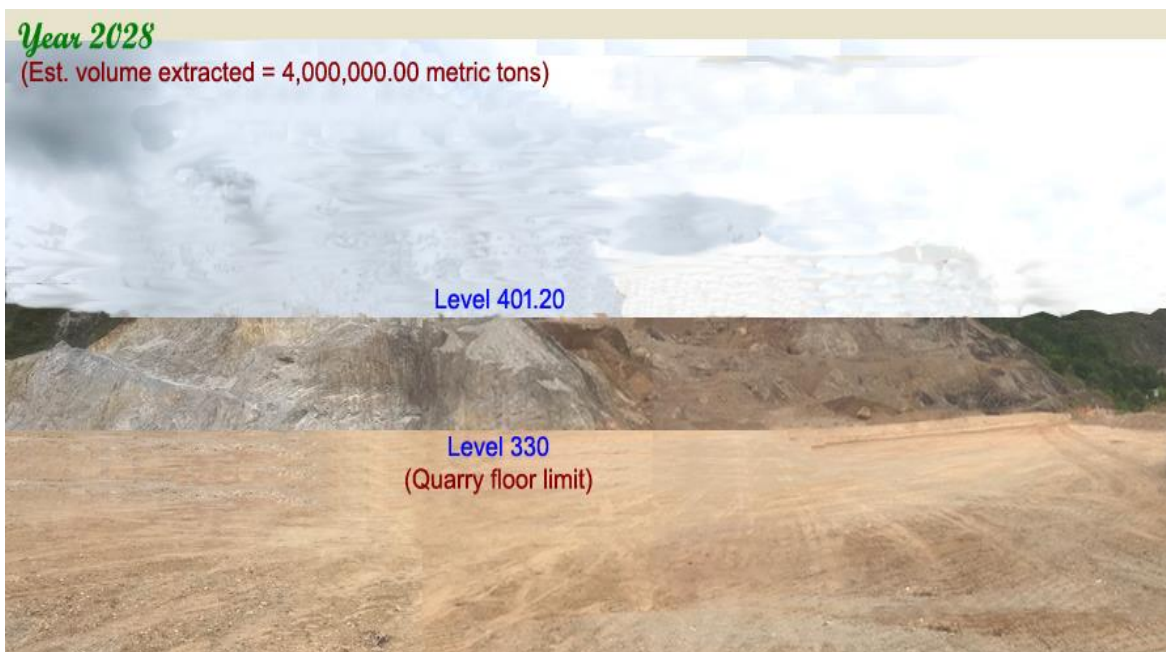 Year 2028
(Est. volume extracted = 4,000,000.00 metric tons)
Level 401.20
Level 330
(Quarry floor limit)